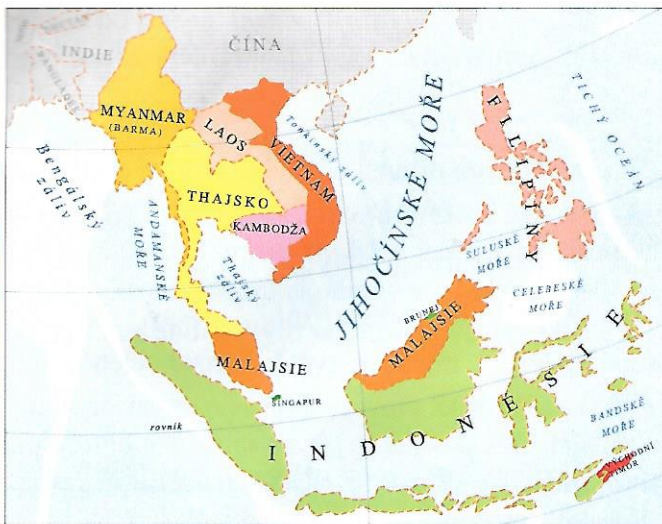 INDIE
ČÍNA
BANGLADÉŠ
MYANMAR
(BARMA)
LAOS
VIETNAM
Tonkinský záliv
THAJSKO
KAMBODŽA
Bengálský
záliv
ANDAMANSKÉ
MOŘE
Thajský
záliv
JIHOČÍNSKÉ MOŘE
FILIPÍNY
TICHÝ OCEÁN
SULUSKÉ
MOŘE
CELEBESKÉ
MOŘE
BRUNEJ
MALAJSIE
MALAJSIE
SINGAPUR
rovník
INDONÉSIE
BANDSKÉ
MOŘE
VÝCHODNÍ
TIMOR